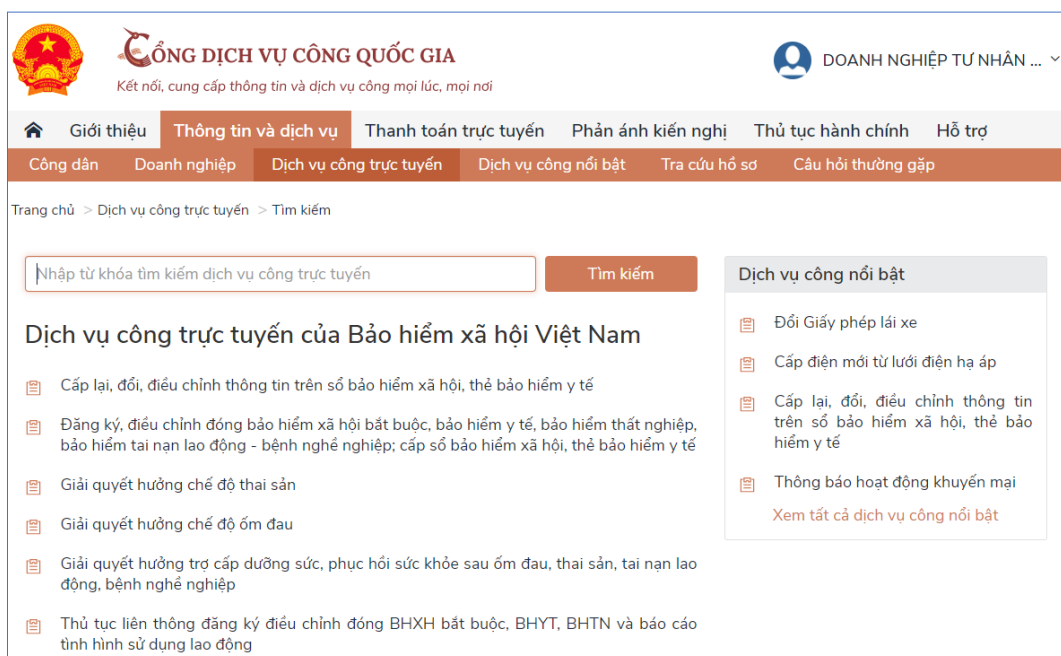 CỔNG DỊCH VỤ CÔNG QUỐC GIA
Kết nối, cung cấp thông tin và dịch vụ công mọi lúc, mọi nơi
DOANH NGHIỆP TƯ NHÂN ...
Giới thiệu Thông tin và dịch vụ Thanh toán trực tuyến Phản ánh kiến nghị Thủ tục hành chính Hỗ trợ
Công dân Doanh nghiệp Dịch vụ công trực tuyến Dịch vụ công nổi bật Tra cứu hồ sơ Câu hỏi thường gặp
Trang chủ > Dịch vụ công trực tuyến > Tìm kiếm
Nhập từ khóa tìm kiếm dịch vụ công trực tuyến
Tìm kiếm
Dịch vụ công trực tuyến của Bảo hiểm xã hội Việt Nam
Cấp lại, đổi, điều chỉnh thông tin trên sổ bảo hiểm xã hội, thẻ bảo hiểm y tế
Đăng ký, điều chỉnh đóng bảo hiểm xã hội bắt buộc, bảo hiểm y tế, bảo hiểm thất nghiệp,
bảo hiểm tai nạn lao động - bệnh nghề nghiệp; cấp sổ bảo hiểm xã hội, thẻ bảo hiểm y tế
Giải quyết hưởng chế độ thai sản
Giải quyết hưởng chế độ ốm đau
Giải quyết hưởng trợ cấp dưỡng sức, phục hồi sức khỏe sau ốm đau, thai sản, tai nạn lao
động, bệnh nghề nghiệp
Thủ tục liên thông đăng ký điều chỉnh đóng BHXH bắt buộc, BHYT, BHTN và báo cáo
tình hình sử dụng lao động
Dịch vụ công nổi bật
Đổi Giấy phép lái xe
Cấp điện mới từ lưới điện hạ áp
Cấp lại, đổi, điều chỉnh thông tin
trên sổ bảo hiểm xã hội, thẻ bảo
hiểm y tế
Thông báo hoạt động khuyến mại
Xem tất cả dịch vụ công nổi bật